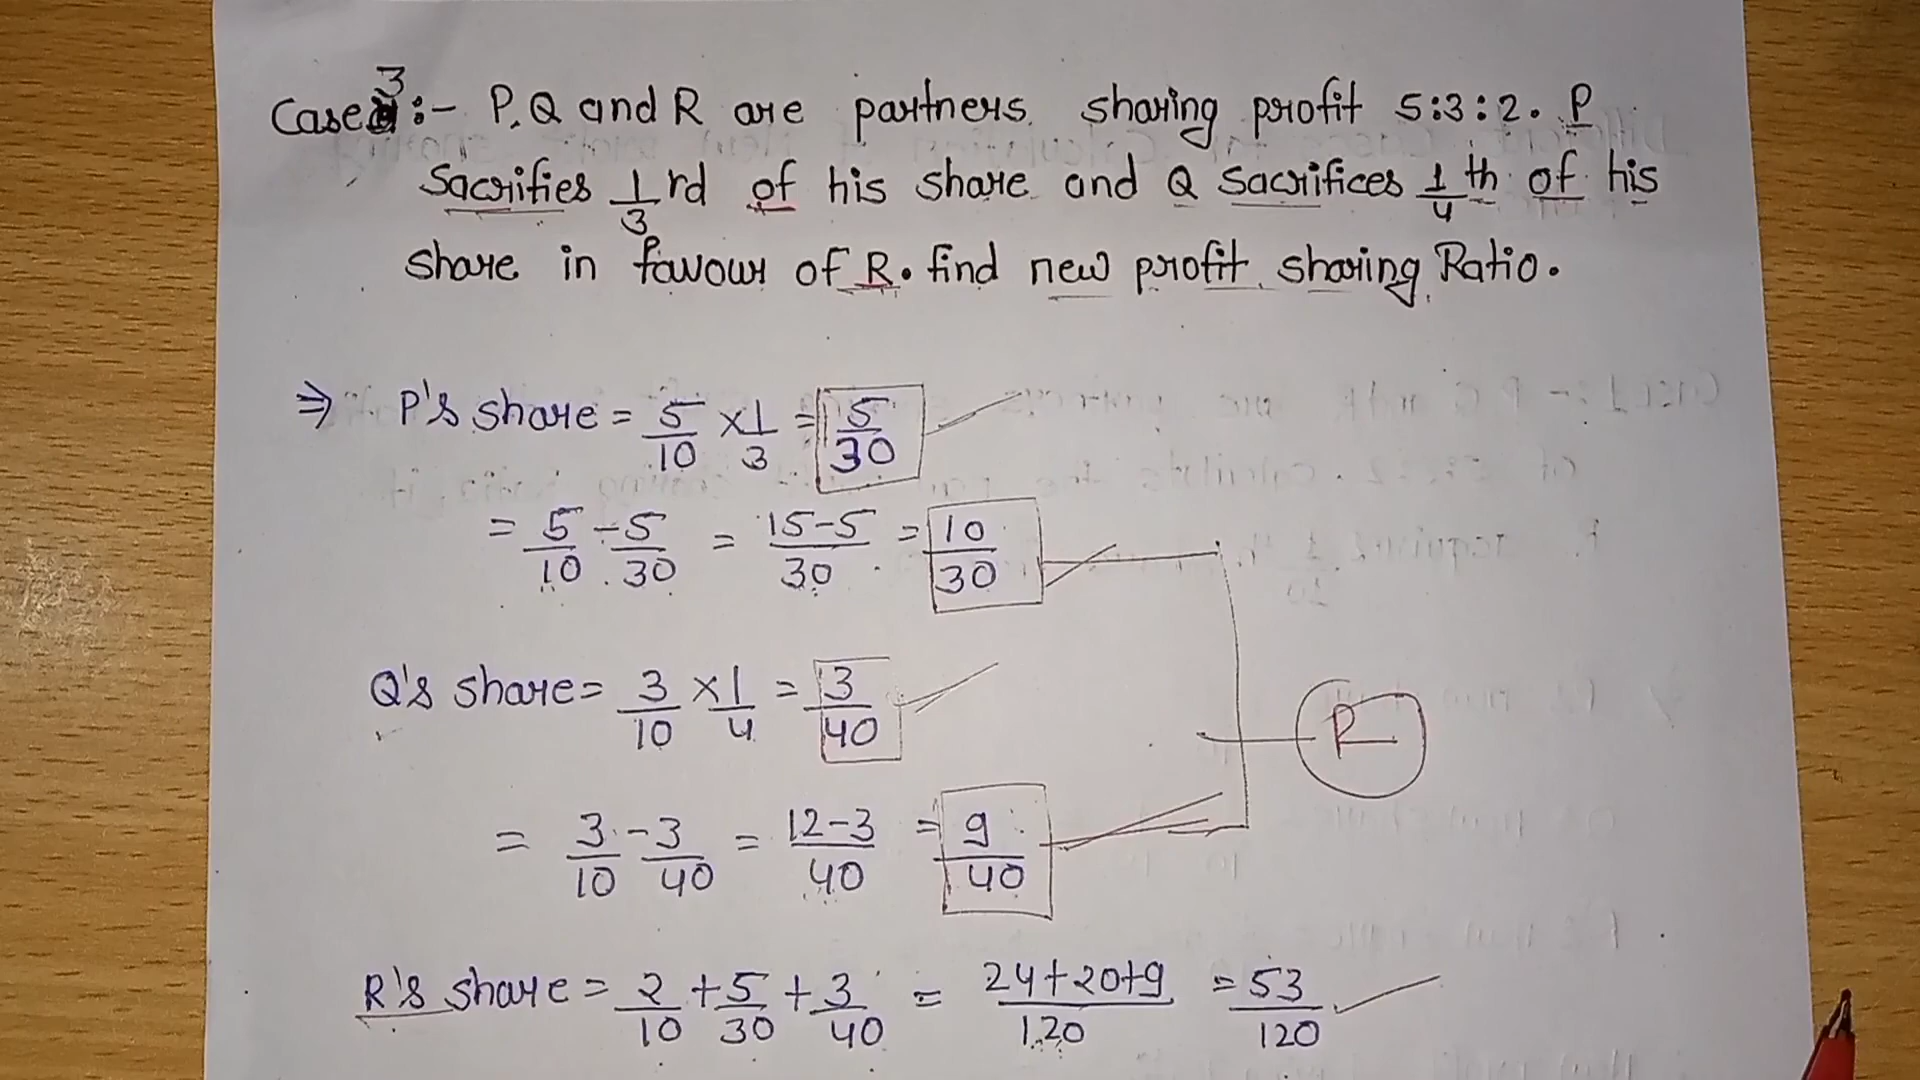 Case 3 :- P, Q and R are partners sharing profit 5:3:2. P
Sacrifies 1/3 rd of his share and Q Sacrifices 1/4 th of his
share in favour of R. find new profit sharing Ratio.
⇒ P's share = 5/10 × 1/3 = 5/30
= 5/10 - 5/30 = 15-5/30 = 10/30
Q's share = 3/10 × 1/4 = 3/40
R
= 3/10 - 3/40 = 12-3/40 = 9/40
R's share = 2/10 + 5/30 + 3/40 = 24+20+9/120 = 53/120